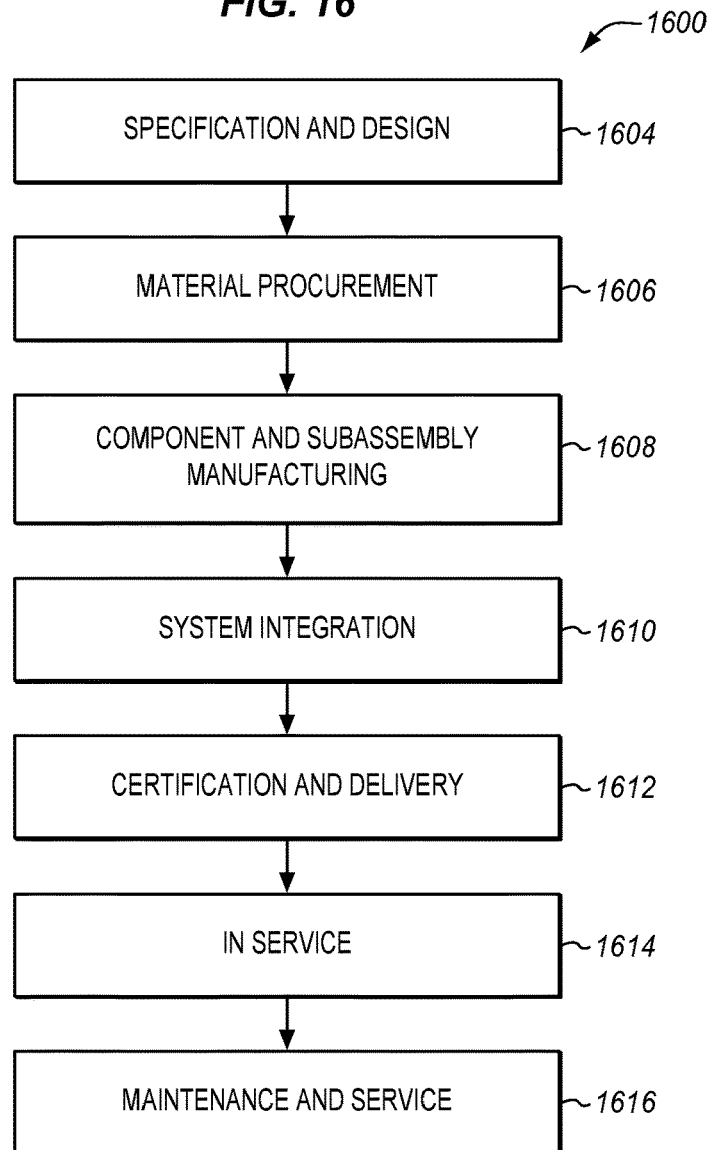 FIG. 16
1600
SPECIFICATION AND DESIGN
1604
MATERIAL PROCUREMENT
1606
COMPONENT AND SUBASSEMBLY
MANUFACTURING
1608
SYSTEM INTEGRATION
1610
CERTIFICATION AND DELIVERY
1612
IN SERVICE
1614
MAINTENANCE AND SERVICE
1616